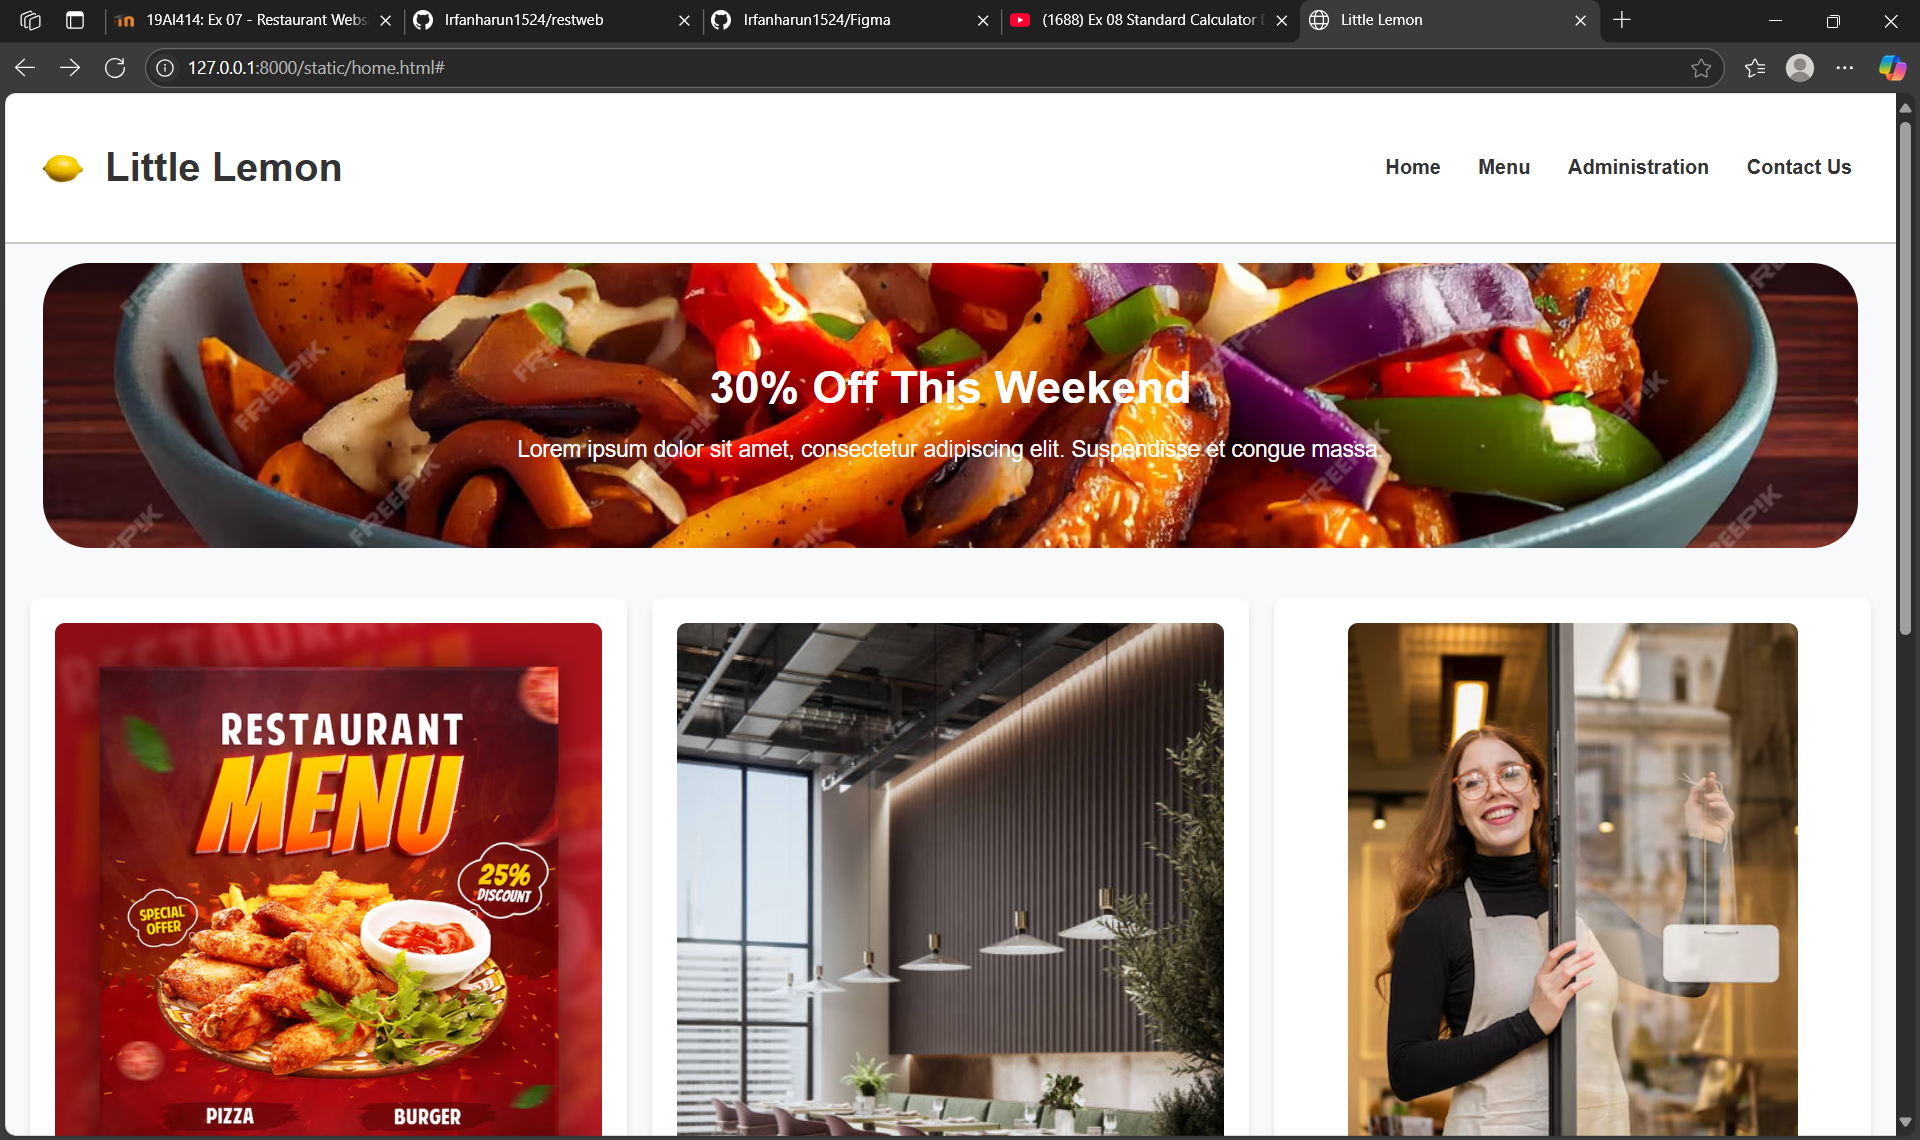 19AI414: Ex 07 - Restaurant Webs
Irfanharun1524/restweb
Irfanharun1524/Figma
(1688) Ex 08 Standard Calculator
Little Lemon
127.0.0.1:8000/static/home.html#
Little Lemon
Home
Menu
Administration
Contact Us
30% Off This Weekend
Lorem ipsum dolor sit amet, consectetur adipiscing elit. Suspendisse et congue massa.
FREEPIK
RESTAURANT
MENU
25%
DISCOUNT
SPECIAL
OFFER
PIZZA
BURGER